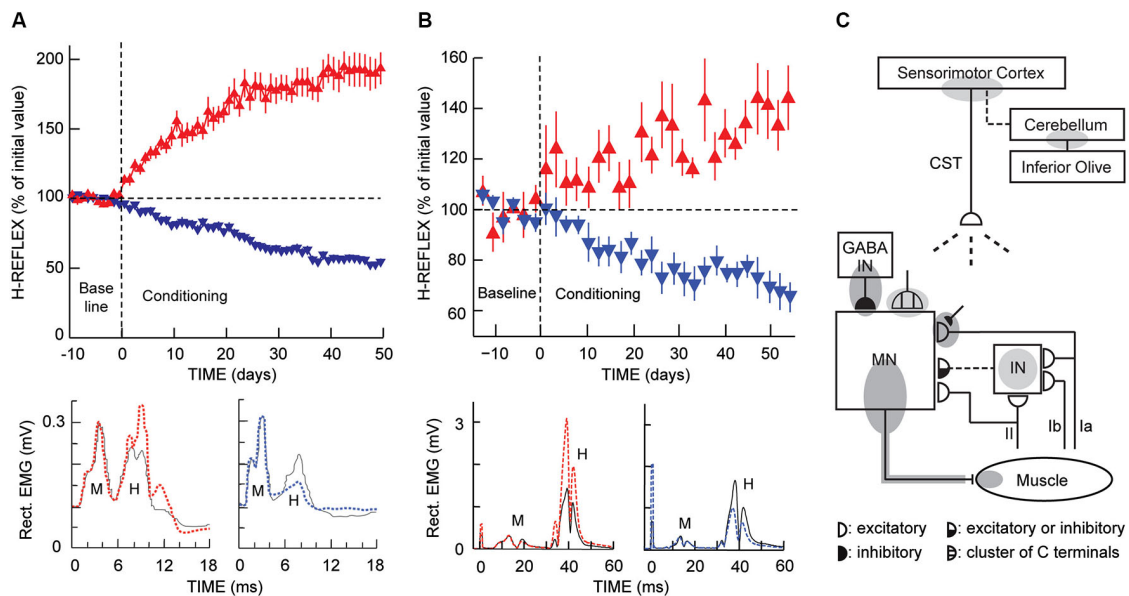 A
H-REFLEX (% of initial value)
200
150
100
50
0
Base
line
Conditioning
-10
0
10
20
30
40
50
TIME (days)
Rect. EMG (mV)
0.3
0
M
H
0
6
12
18
M
H
0
6
12
18
TIME (ms)
B
H-REFLEX (% of initial value)
160
140
120
100
80
60
Baseline
Conditioning
−10
0
10
20
30
40
50
TIME (days)
Rect. EMG (mV)
3
0
M
H
0
20
40
60
M
H
0
20
40
60
TIME (ms)
C
Sensorimotor Cortex
Cerebellum
Inferior Olive
CST
GABA
IN
MN
IN
II
Ib
Ia
Muscle
: excitatory
: excitatory or inhibitory
: inhibitory
: cluster of C terminals